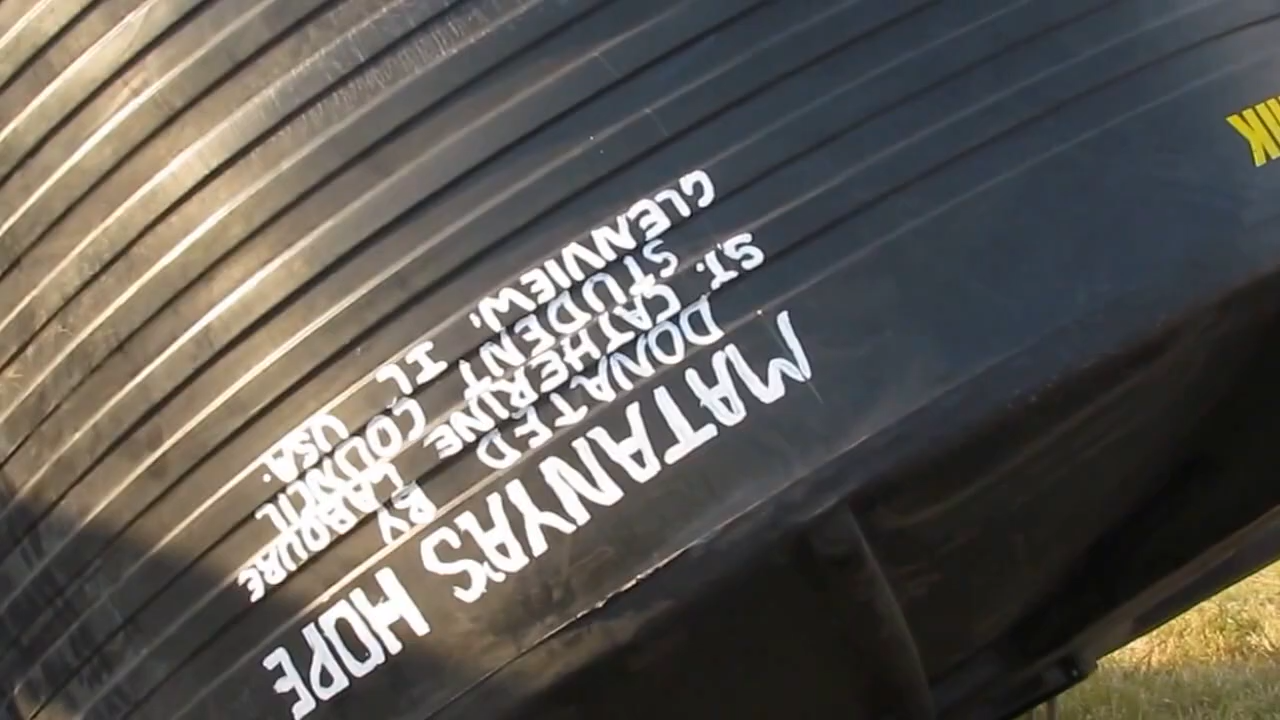 MATANYA'S HOPE
DONATED BY
ST. CATHERINE LABOURE
STUDENT COUNCIL
GLENVIEW, IL USA.